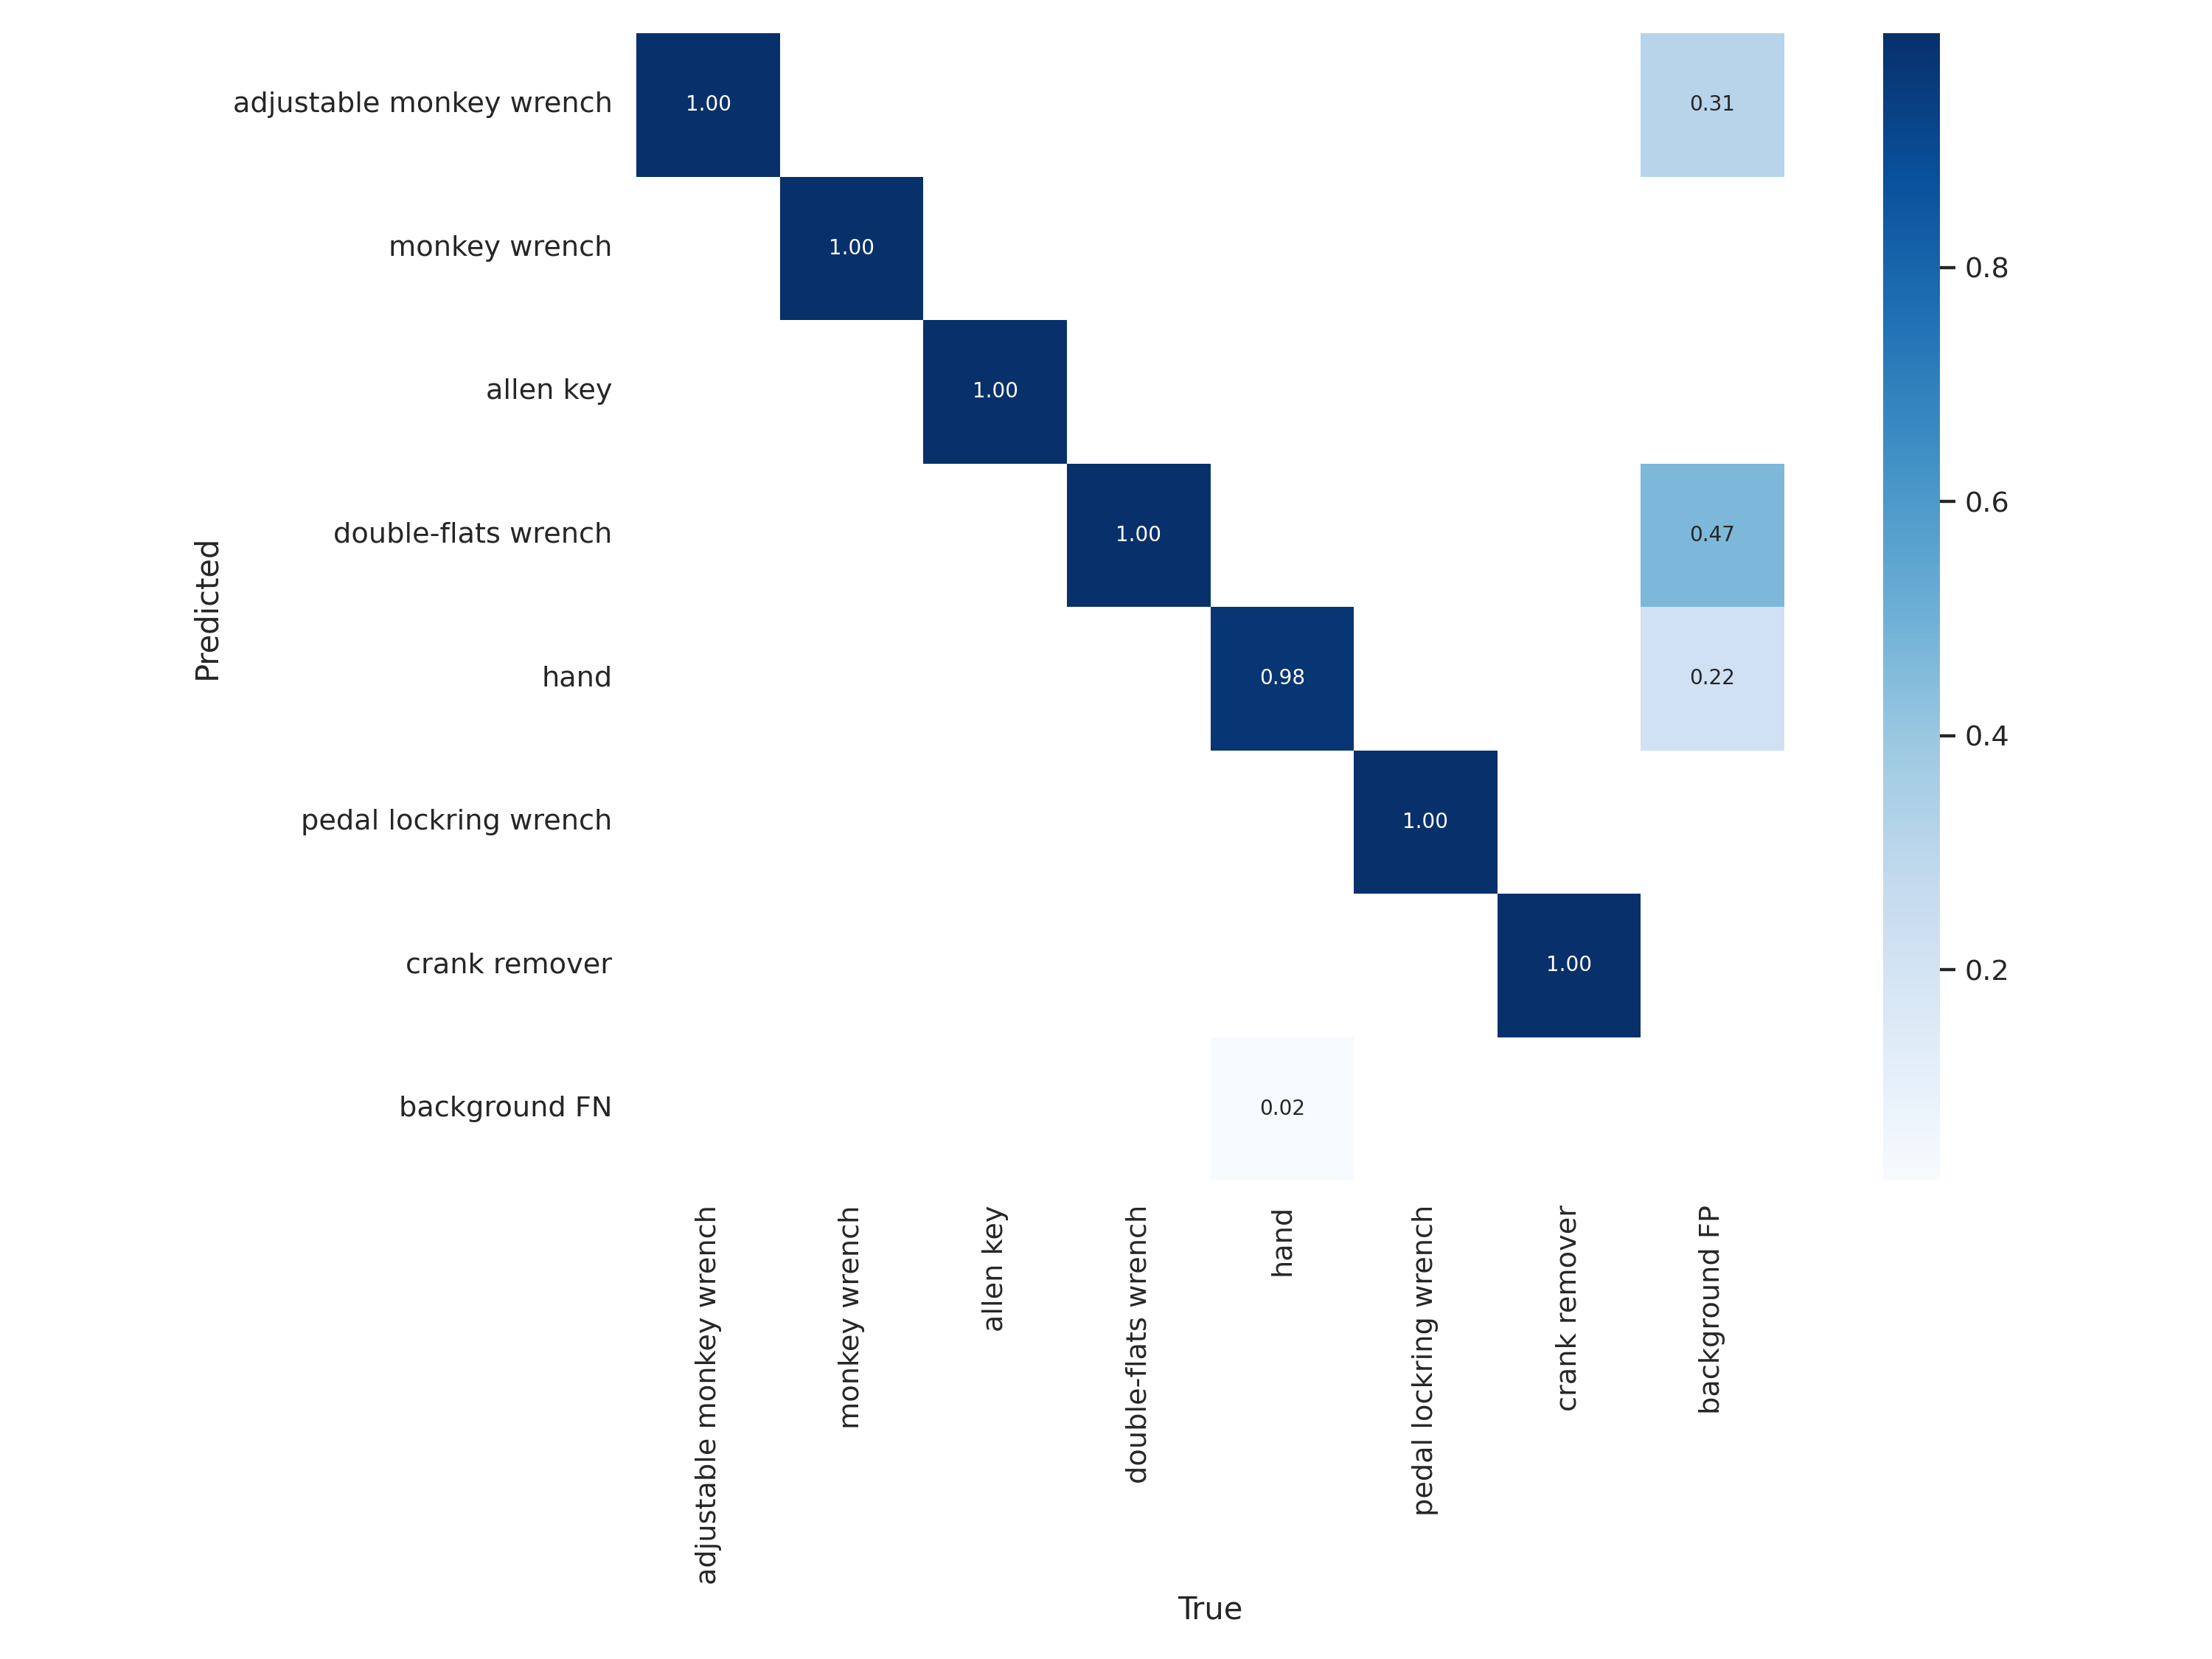 adjustable monkey wrench 1.00 0.31
monkey wrench 1.00
0.8
allen key 1.00
0.6
double-flats wrench 1.00 0.47
Predicted
hand 0.98 0.22
0.4
pedal lockring wrench 1.00
crank remover 1.00
0.2
background FN 0.02
adjustable monkey wrench
monkey wrench
allen key
double-flats wrench
hand
pedal lockring wrench
crank remover
background FP
True